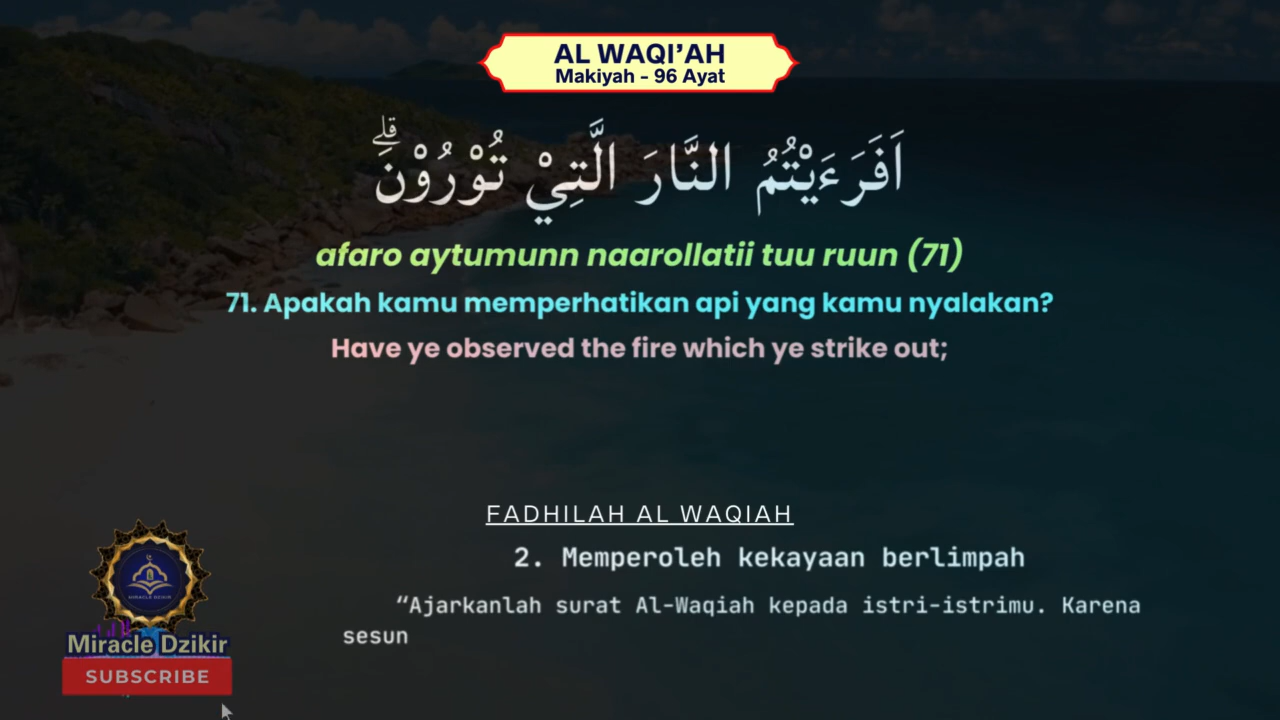 AL WAQI’AH
Makiyah - 96 Ayat
اَفَرَءَيْتُمُ النَّارَ الَّتِيْ تُوْرُوْنَۗ
afaro aytumunn naarollatii tuu ruun (71)
71. Apakah kamu memperhatikan api yang kamu nyalakan?
Have ye observed the fire which ye strike out;
FADHILAH AL WAQIAH
2. Memperoleh kekayaan berlimpah
“Ajarkanlah surat Al-Waqiah kepada istri-istrimu. Karena
sesun
MIRACLE DZIKIR
Miracle Dzikir
SUBSCRIBE